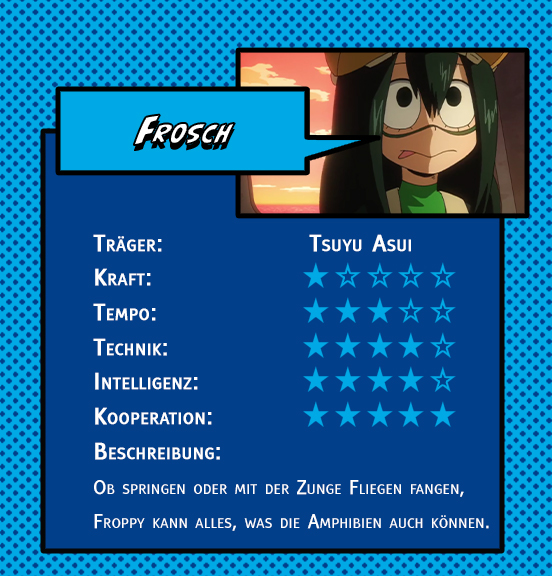 Frosch
Träger: Tsuyu Asui
Kraft: ★☆☆☆☆
Tempo: ★★★☆☆
Technik: ★★★★☆
Intelligenz: ★★★★☆
Kooperation: ★★★★★
Beschreibung:
Ob springen oder mit der Zunge Fliegen fangen,
Froppy kann alles, was die Amphibien auch können.